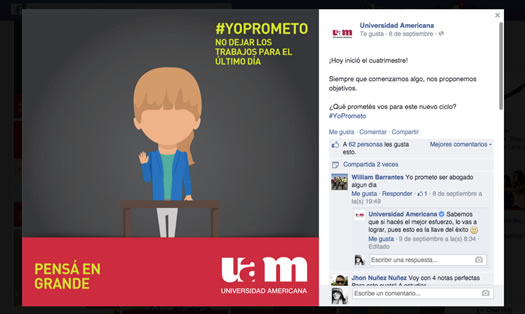 #YOPROMETO
NO DEJAR LOS
TRABAJOS PARA EL
ÚLTIMO DÍA
PENSÁ EN
GRANDE
uam
UNIVERSIDAD AMERICANA
uam
Universidad Americana
Te gusta · 8 de septiembre ·
¡Hoy inició el cuatrimestre!
Siempre que comenzamos algo, nos proponemos
objetivos.
¿Qué prometés vos para este nuevo ciclo?
#YoPrometo
Me gusta · Comentar · Compartir
A 62 personas les gusta
esto.
Mejores comentarios
Compartida 2 veces
William Barrantes Yo prometo ser abogado
algun dia
Me gusta · Responder · 1 · 8 de septiembre
a la(s) 19:49
Universidad Americana Sabemos
que si hacés el mejor esfuerzo, lo vas a
lograr, pues esto es la llave del éxito
Me gusta · 9 de septiembre a la(s) 8:34 ·
Editado
Escribir una respuesta...
Jhon Nuñez Nuñez Voy con 4 notas perfectas
Escribe un comentario...